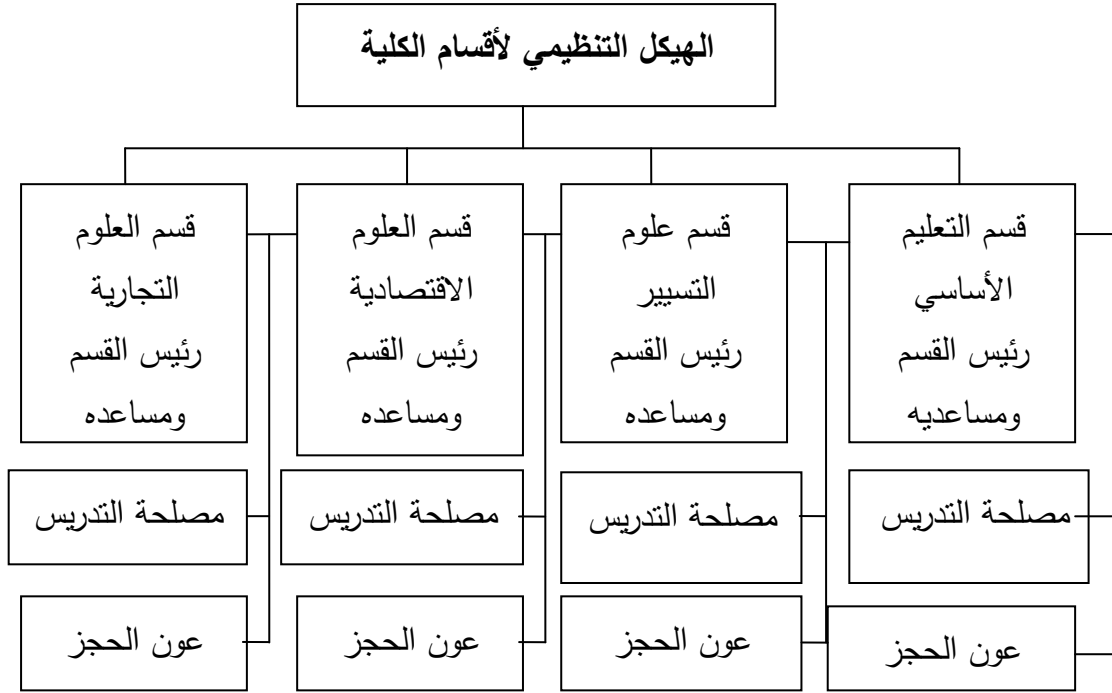 الهيكل التنظيمي لأقسام الكلية
قسم التعليم
الأساسي
رئيس القسم
ومساعديه
قسم علوم
التسيير
رئيس القسم
ومساعده
قسم العلوم
الاقتصادية
رئيس القسم
ومساعده
قسم العلوم
التجارية
رئيس القسم
ومساعده
مصلحة التدريس
مصلحة التدريس
مصلحة التدريس
مصلحة التدريس
عون الحجز
عون الحجز
عون الحجز
عون الحجز